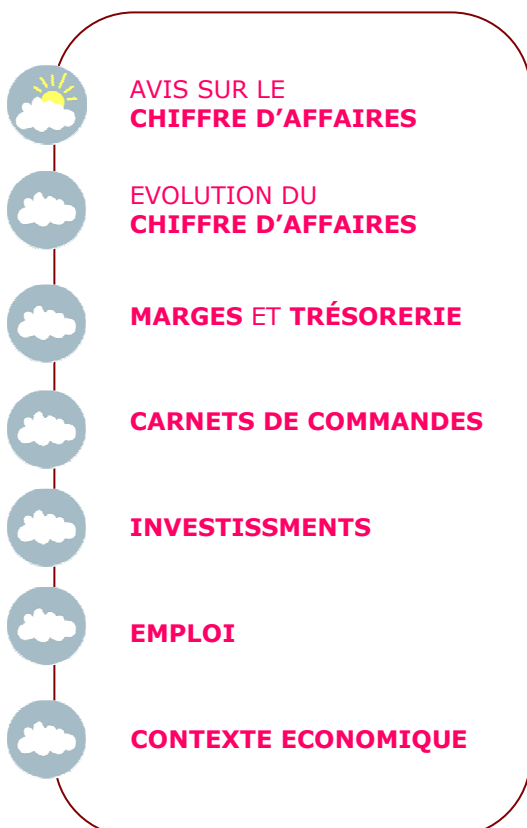 AVIS SUR LE
CHIFFRE D’AFFAIRES
EVOLUTION DU
CHIFFRE D’AFFAIRES
MARGES ET TRÉSORERIE
CARNETS DE COMMANDES
INVESTISSMENTS
EMPLOI
CONTEXTE ECONOMIQUE